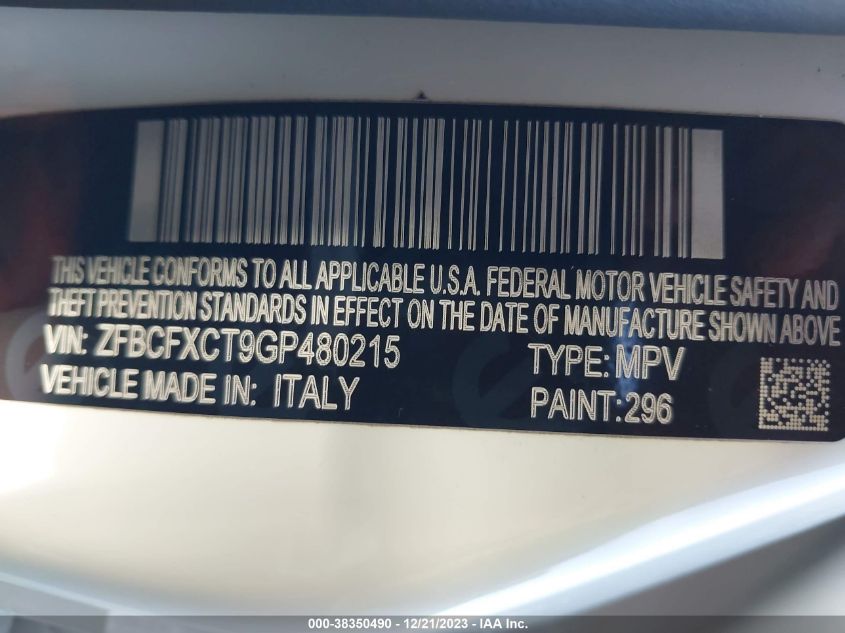 THIS VEHICLE CONFORMS TO ALL APPLICABLE U.S.A. FEDERAL MOTOR VEHICLE SAFETY AND
THEFT PREVENTION STANDARDS IN EFFECT ON THE DATE OF MANUFACTURE SHOWN ABOVE
VIN: ZFBCFXCT9GP480215 TYPE: MPV
VEHICLE MADE IN: ITALY PAINT: 296
000-38350490 - 12/21/2023 - IAA Inc.